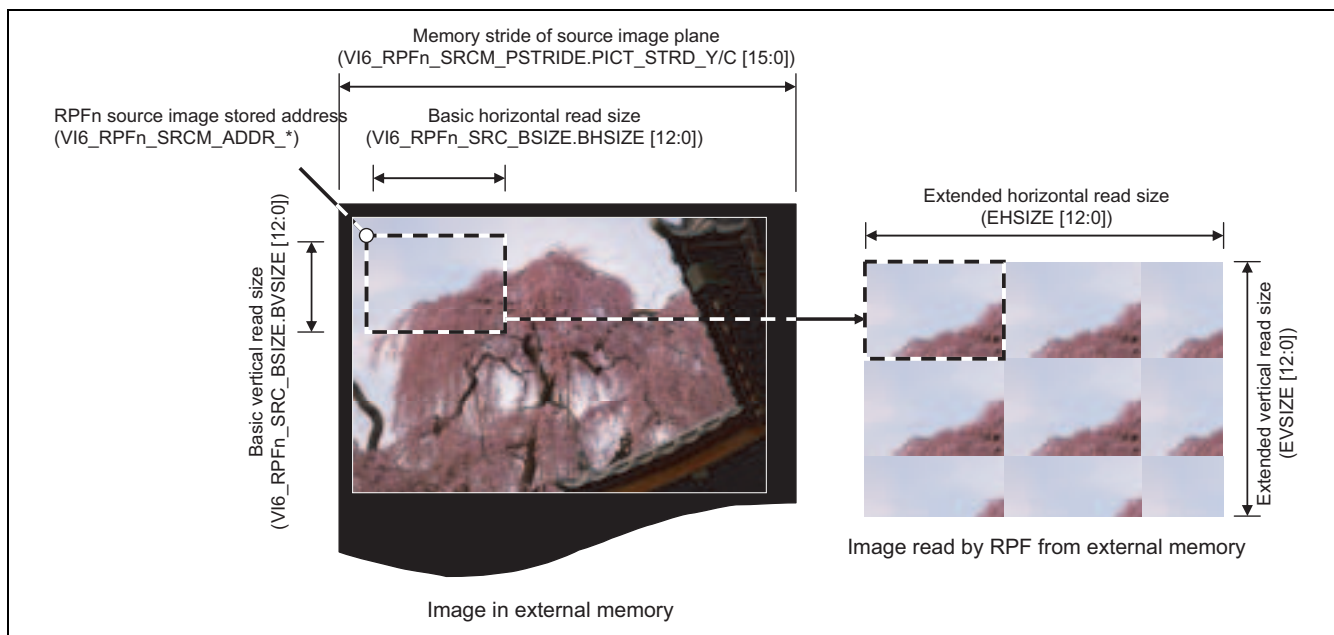 Memory stride of source image plane
(VI6_RPFn_SRCM_PSTRIDE.PICT_STRD_Y/C [15:0])
RPFn source image stored address
(VI6_RPFn_SRCM_ADDR_*)
Basic horizontal read size
(VI6_RPFn_SRC_BSIZE.BHSIZE [12:0])
Basic vertical read size
(VI6_RPFn_SRC_BSIZE.BVSIZE [12:0])
Extended horizontal read size
(EHSIZE [12:0])
Extended vertical read size
(EVSIZE [12:0])
Image read by RPF from external memory
Image in external memory